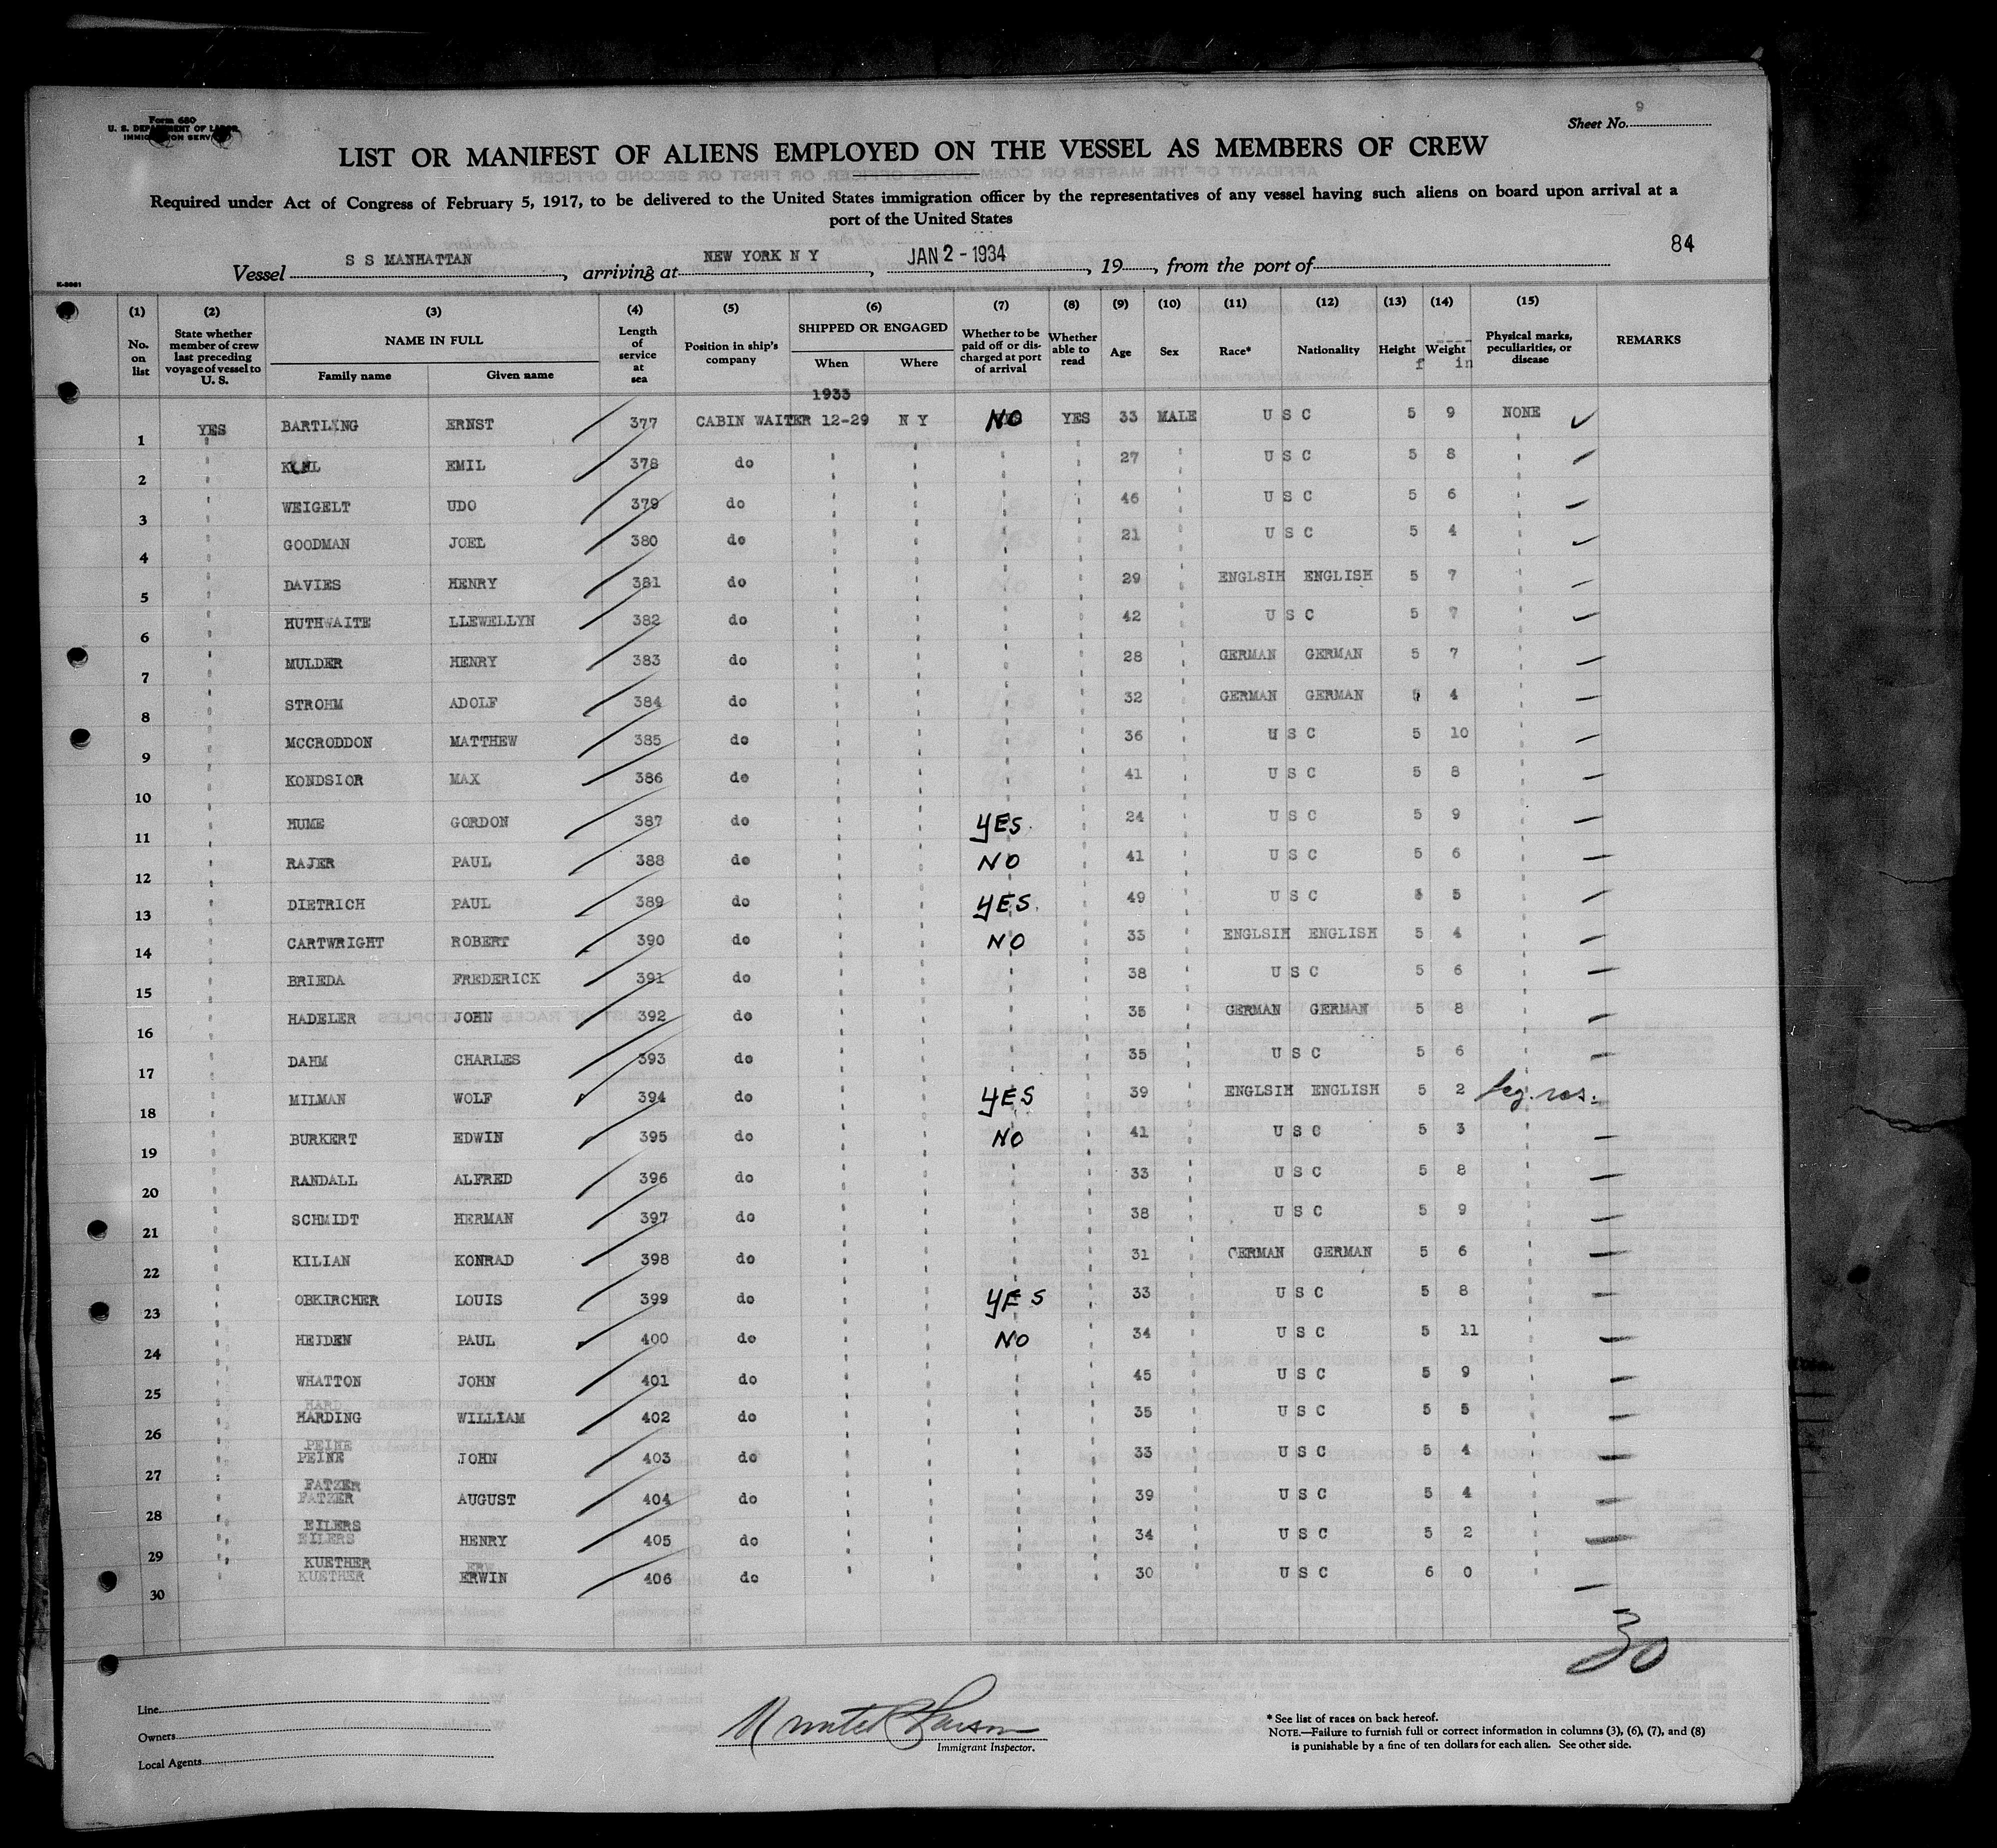 9
Form 680
U. S. DEPARTMENT OF LABOR
IMMIGRATION SERVICE
Sheet No.
LIST OR MANIFEST OF ALIENS EMPLOYED ON THE VESSEL AS MEMBERS OF CREW
Required under Act of Congress of February 5, 1917, to be delivered to the United States immigration officer by the representatives of any vessel having such aliens on board upon arrival at a
port of the United States
84
Vessel S S MANHATTAN, arriving at NEW YORK N Y, JAN 2 - 1934, 19, from the port of
(1) (2) (3) (4) (5) (6) (7) (8) (9) (10) (11) (12) (13) (14) (15)
No. on list State whether member of crew last preceding voyage of vessel to U. S. NAME IN FULL Family name Given name Length of service at sea Position in ship's company SHIPPED OR ENGAGED When Where Whether to be paid off or discharged at port of arrival Whether able to read Age Sex Race* Nationality Height Weight Physical marks, peculiarities, or disease REMARKS
f in
1933
1 YES BARTLING ERNST 377 CABIN WAITER 12-29 N Y NO YES 33 MALE U S C 5 9 NONE
2 " EMIL 378 do " " " " 27 " U S C 5 8 "
3 " WEIGELT UDO 379 do " " " " 46 " U S C 5 6 "
4 " GOODMAN JOEL 380 do " " " " 21 " U S C 5 4 "
5 " DAVIES HENRY 381 do " " " " 29 " ENGLSIH ENGLISH 5 7 "
6 " HUTHWAITE LLEWELLYN 382 do " " " " 42 " U S C 5 7 "
7 " MULDER HENRY 383 do " " " " 28 " GERMAN GERMAN 5 7 "
8 " STROHM ADOLF 384 do " " " " 32 " GERMAN GERMAN 5 4 "
9 " MCCRODDON MATTHEW 385 do " " " " 36 " U S C 5 10 "
10 " KONDSIOR MAX 386 do " " " " 41 " U S C 5 8 "
11 " HUME GORDON 387 do " " YES " 24 " U S C 5 9 "
12 " RAJER PAUL 388 do " " NO " 41 " U S C 5 6 "
13 " DIETRICH PAUL 389 do " " YES " 49 " U S C 5 5 "
14 " CARTWRIGHT ROBERT 390 do " " NO " 33 " ENGLSIH ENGLISH 5 4 "
15 " BRIEDA FREDERICK 391 do " " " " 38 " U S C 5 6 "
16 " HADELER JOHN 392 do " " " " 35 " GERMAN GERMAN 5 8 "
17 " DAHM CHARLES 393 do " " " " 35 " U S C 5 6 "
18 " MILMAN WOLF 394 do " " YES " 39 " ENGLSIH ENGLISH 5 2
19 " BURKERT EDWIN 395 do " " NO " 41 " U S C 5 3 "
20 " RANDALL ALFRED 396 do " " " " 33 " U S C 5 8 "
21 " SCHMIDT HERMAN 397 do " " " " 38 " U S C 5 9 "
22 " KILIAN KONRAD 398 do " " " " 31 " GERMAN GERMAN 5 6 "
23 " OBKIRCHER LOUIS 399 do " " YES " 33 " U S C 5 8 "
24 " HEIDEN PAUL 400 do " " NO " 34 " U S C 5 11 "
25 " WHATTON JOHN 401 do " " " " 45 " U S C 5 9 "
26 " HARDING WILLIAM 402 do " " " " 35 " U S C 5 5 "
27 " PEINE JOHN 403 do " " " " 33 " U S C 5 4 "
28 " FATZER AUGUST 404 do " " " " 39 " U S C 5 4 "
29 " EILERS HENRY 405 do " " " " 34 " U S C 5 2 "
30 " KUETHER ERWIN 406 do " " " " 30 " U S C 6 0
30
Line
Owners
Local Agents
Immigrant Inspector.
* See list of races on back hereof.
NOTE.—Failure to furnish full or correct information in columns (3), (6), (7), and (8)
is punishable by a fine of ten dollars for each alien. See other side.